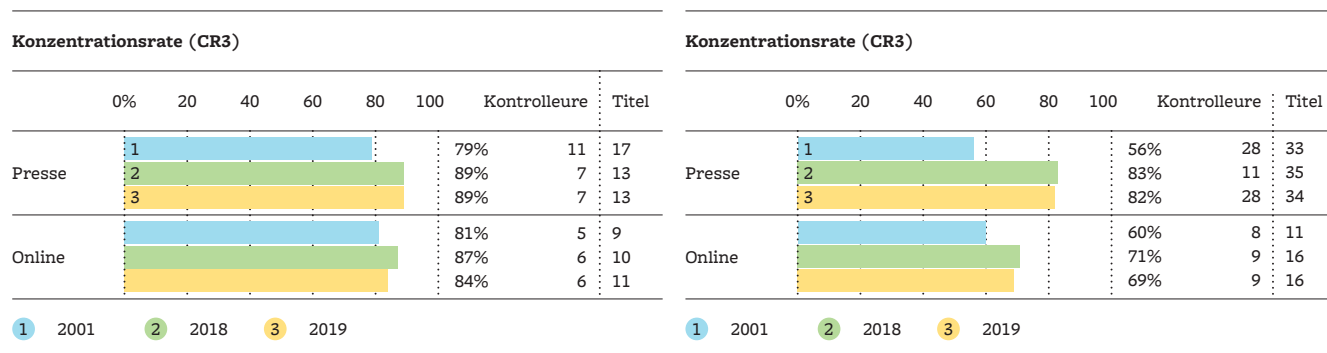 Konzentrationsrate (CR3)
0% 20 40 60 80 100 Kontrolleure Titel
Presse
1 79% 11 17
2 89% 7 13
3 89% 7 13
Online
81% 5 9
87% 6 10
84% 6 11
1 2001 2 2018 3 2019
Konzentrationsrate (CR3)
0% 20 40 60 80 100 Kontrolleure Titel
Presse
1 56% 28 33
2 83% 11 35
3 82% 28 34
Online
60% 8 11
71% 9 16
69% 9 16
1 2001 2 2018 3 2019